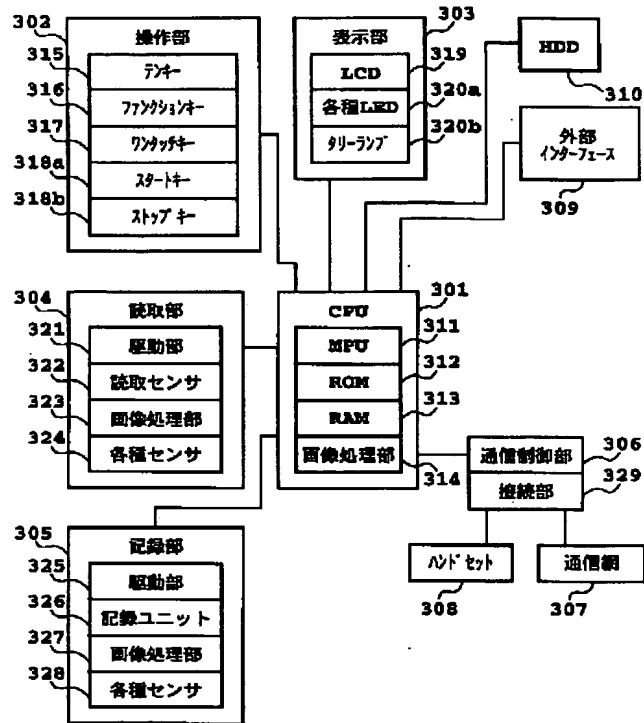 302
操作部
315
テンキー
316
ファンクションキー
317
ワンタッチキー
318a
スタートキー
318b
ストップキー
303
表示部
319
LCD
320a
各種LED
320b
タリーランプ
HDD
310
外部
インターフェース
309
304
読取部
321
駆動部
322
読取センサ
323
画像処理部
324
各種センサ
301
CPU
311
MPU
312
ROM
313
RAM
画像処理部
314
通信制御部
306
接続部
329
ハンドセット
308
通信網
307
305
記録部
325
駆動部
326
記録ユニット
327
画像処理部
328
各種センサ